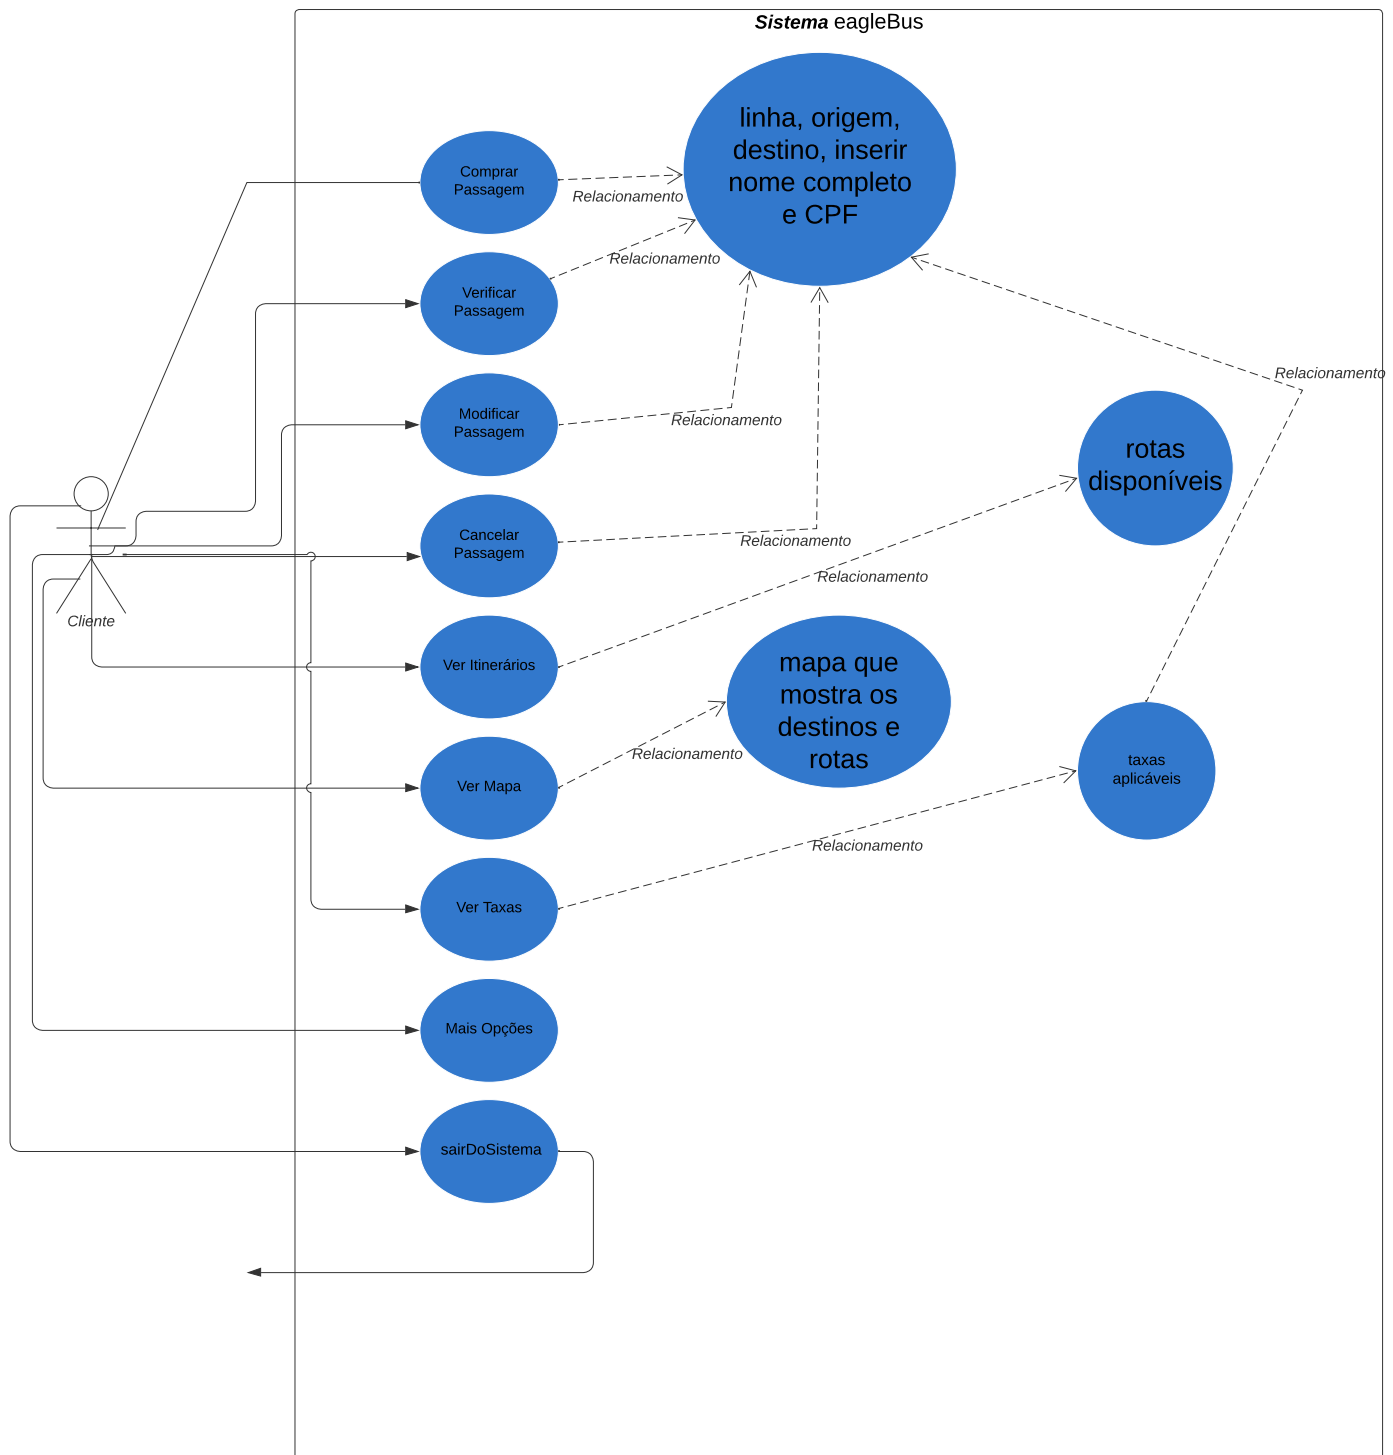 Sistema eagleBus
linha, origem,
destino, inserir
nome completo
e CPF
Comprar
Passagem
Relacionamento
Verificar
Passagem
Relacionamento
Modificar
Passagem
Relacionamento
Relacionamento
rotas
disponíveis
Cancelar
Passagem
Relacionamento
Relacionamento
Cliente
Ver Itinerários
mapa que
mostra os
destinos e
rotas
Ver Mapa
Relacionamento
taxas
aplicáveis
Relacionamento
Ver Taxas
Mais Opções
sairDoSistema